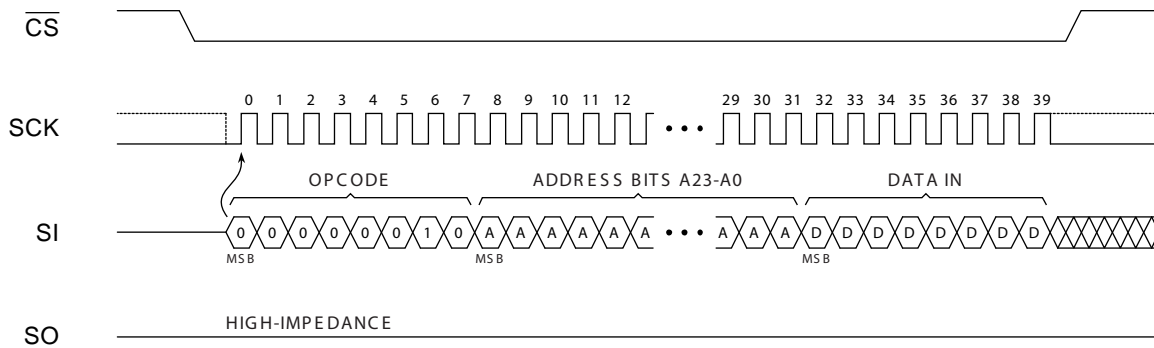 CS
0 1 2 3 4 5 6 7 8 9 10 11 12 29 30 31 32 33 34 35 36 37 38 39
SCK
OPCODE ADDRESS BITS A23-A0 DATA IN
SI 0 0 0 0 0 0 1 0 A A A A A A A A A D D D D D D D D
MSB MSB MSB
HIGH-IMPEDANCE
SO